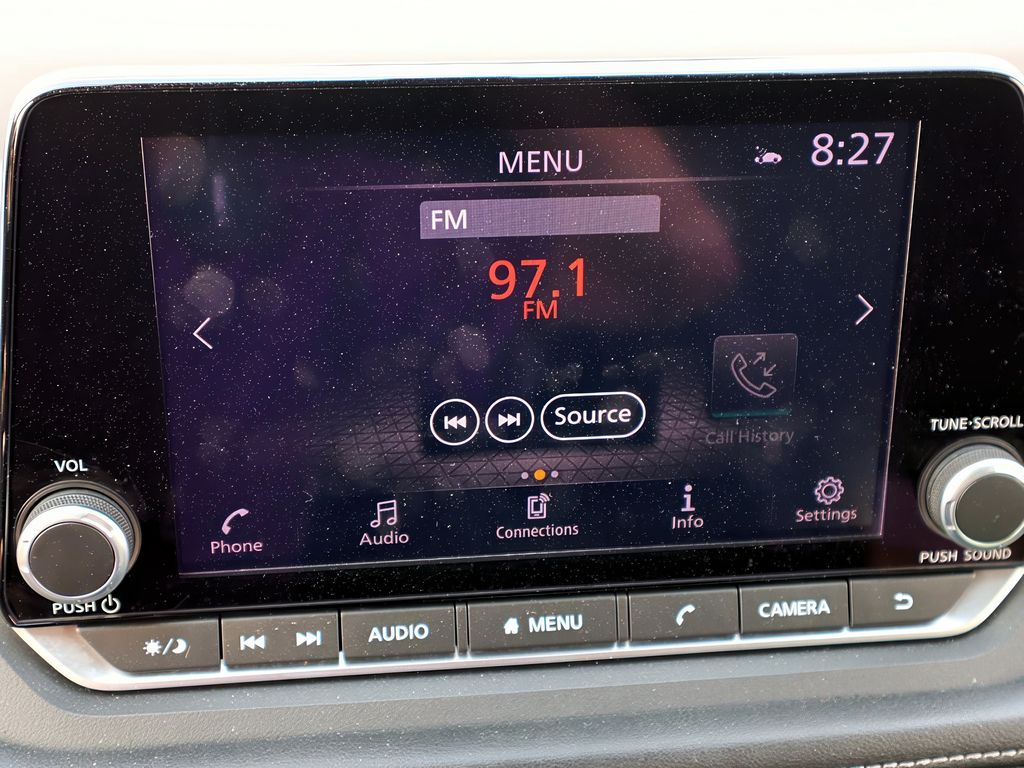 MENU
8:27
FM
97.1
FM
Source
Call History
TUNE·SCROLL
VOL
Phone
Audio
Connections
Info
Settings
PUSH
PUSH SOUND
AUDIO
MENU
CAMERA